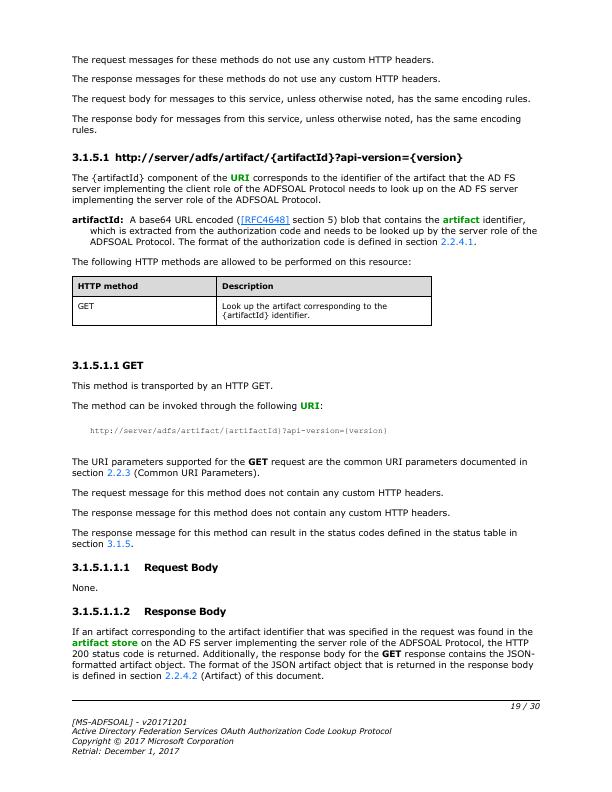 The request messages for these methods do not use any custom HTTP headers.
The response messages for these methods do not use any custom HTTP headers.
The request body for messages to this service, unless otherwise noted, has the same encoding rules.
The response body for messages from this service, unless otherwise noted, has the same encoding
rules.
3.1.5.1 http://server/adfs/artifact/{artifactId}?api-version={version}
The {artifactId} component of the URI corresponds to the identifier of the artifact that the AD FS
server implementing the client role of the ADFSOAL Protocol needs to look up on the AD FS server
implementing the server role of the ADFSOAL Protocol.
artifactId: A base64 URL encoded ([RFC4648] section 5) blob that contains the artifact identifier,
which is extracted from the authorization code and needs to be looked up by the server role of the
ADFSOAL Protocol. The format of the authorization code is defined in section 2.2.4.1.
The following HTTP methods are allowed to be performed on this resource:
HTTP method Description
GET Look up the artifact corresponding to the
{artifactId} identifier.
3.1.5.1.1 GET
This method is transported by an HTTP GET.
The method can be invoked through the following URI:
http://server/adfs/artifact/{artifactId}?api-version={version}
The URI parameters supported for the GET request are the common URI parameters documented in
section 2.2.3 (Common URI Parameters).
The request message for this method does not contain any custom HTTP headers.
The response message for this method does not contain any custom HTTP headers.
The response message for this method can result in the status codes defined in the status table in
section 3.1.5.
3.1.5.1.1.1 Request Body
None.
3.1.5.1.1.2 Response Body
If an artifact corresponding to the artifact identifier that was specified in the request was found in the
artifact store on the AD FS server implementing the server role of the ADFSOAL Protocol, the HTTP
200 status code is returned. Additionally, the response body for the GET response contains the JSON-
formatted artifact object. The format of the JSON artifact object that is returned in the response body
is defined in section 2.2.4.2 (Artifact) of this document.
19 / 30
[MS-ADFSOAL] - v20171201
Active Directory Federation Services OAuth Authorization Code Lookup Protocol
Copyright © 2017 Microsoft Corporation
Retrial: December 1, 2017